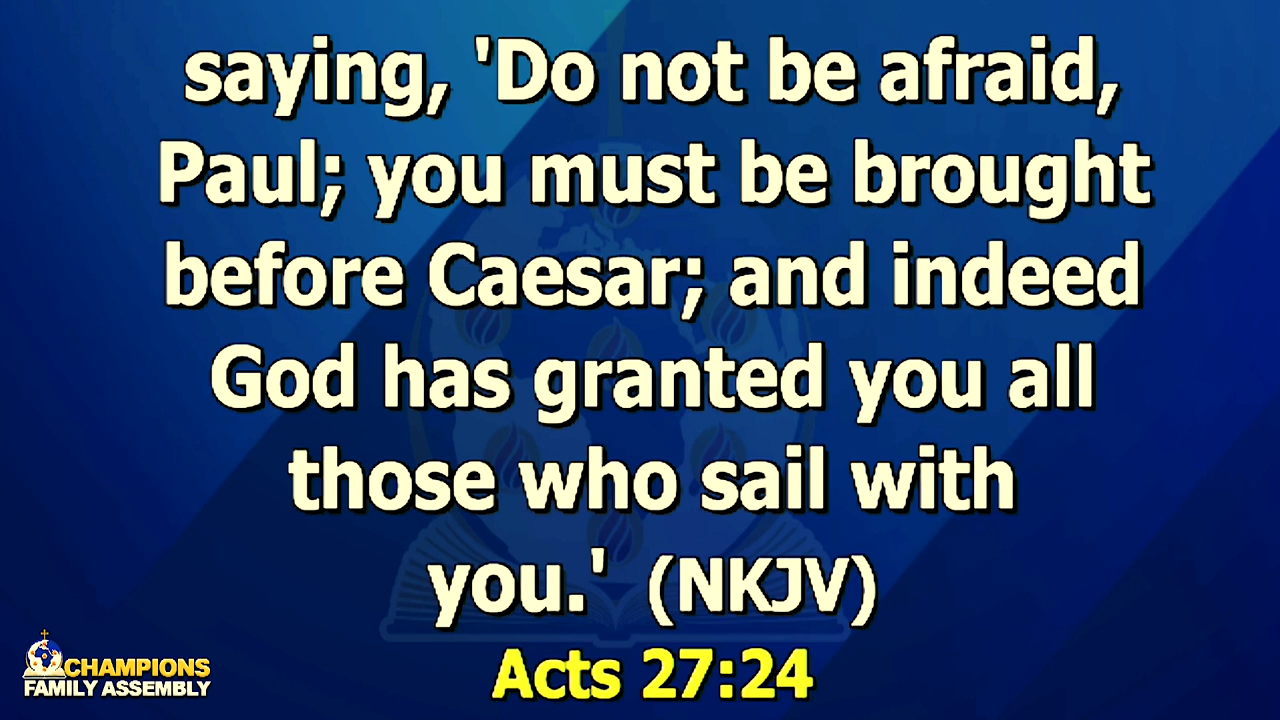 saying, 'Do not be afraid,
Paul; you must be brought
before Caesar; and indeed
God has granted you all
those who sail with
you.' (NKJV)
Acts 27:24
CHAMPIONS
FAMILY ASSEMBLY